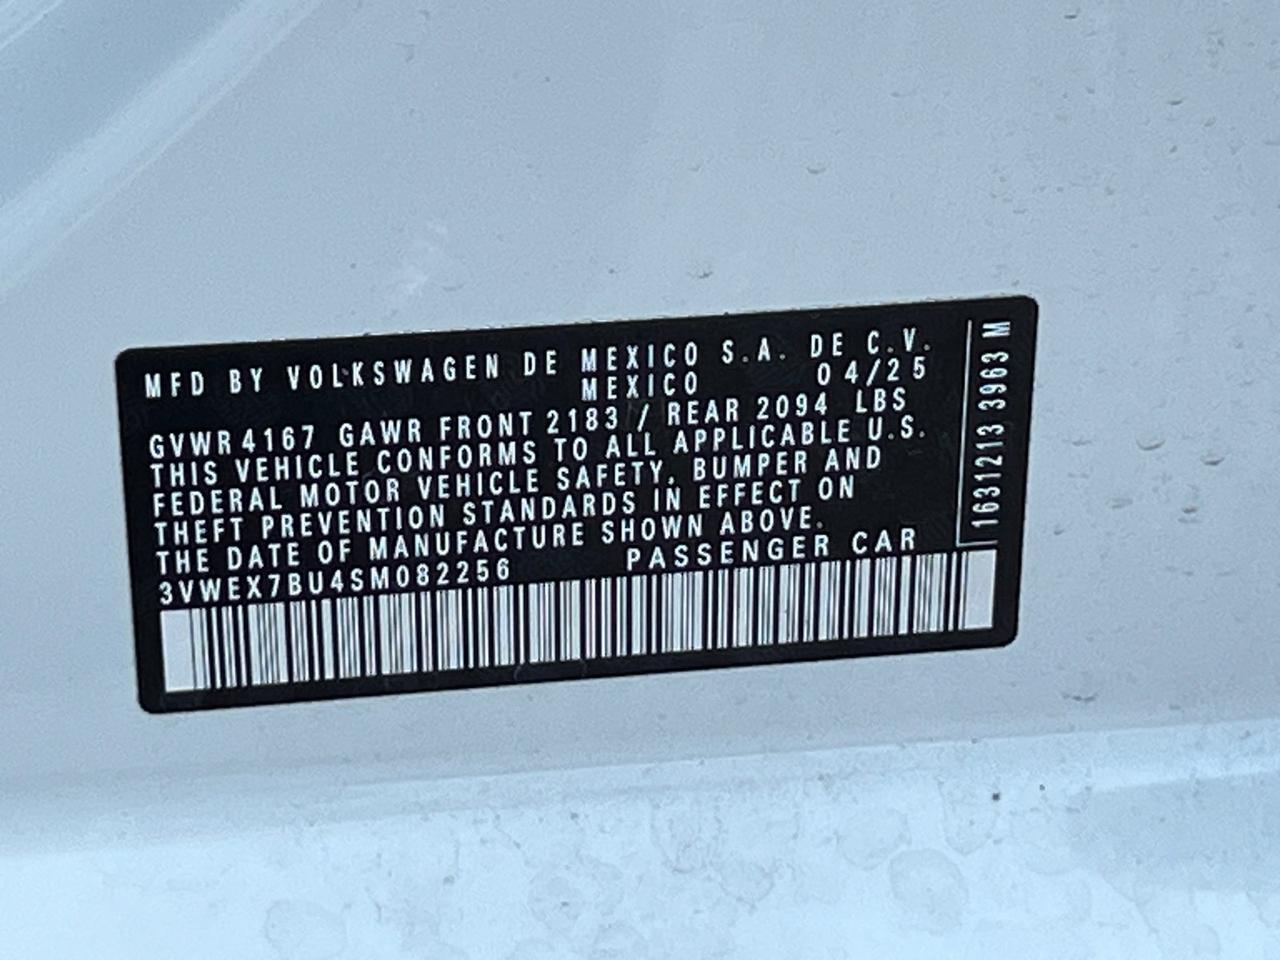 MFD BY VOLKSWAGEN DE MEXICO S.A. DE C.V.
MEXICO 04/25
GVWR 4167 GAWR FRONT 2183 / REAR 2094 LBS
THIS VEHICLE CONFORMS TO ALL APPLICABLE U.S.
FEDERAL MOTOR VEHICLE SAFETY, BUMPER AND
THEFT PREVENTION STANDARDS IN EFFECT ON
THE DATE OF MANUFACTURE SHOWN ABOVE.
3VWEX7BU4SM082256 PASSENGER CAR
1631213 3963 M